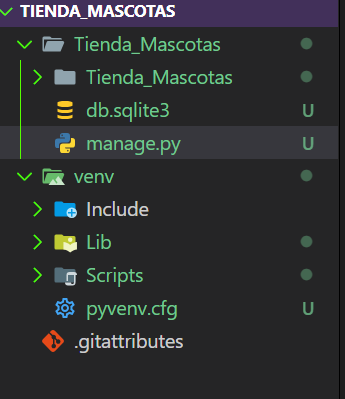 TIENDA_MASCOTAS
Tienda_Mascotas
Tienda_Mascotas
db.sqlite3 U
manage.py U
venv
Include
Lib
Scripts
pyvenv.cfg U
.gitattributes